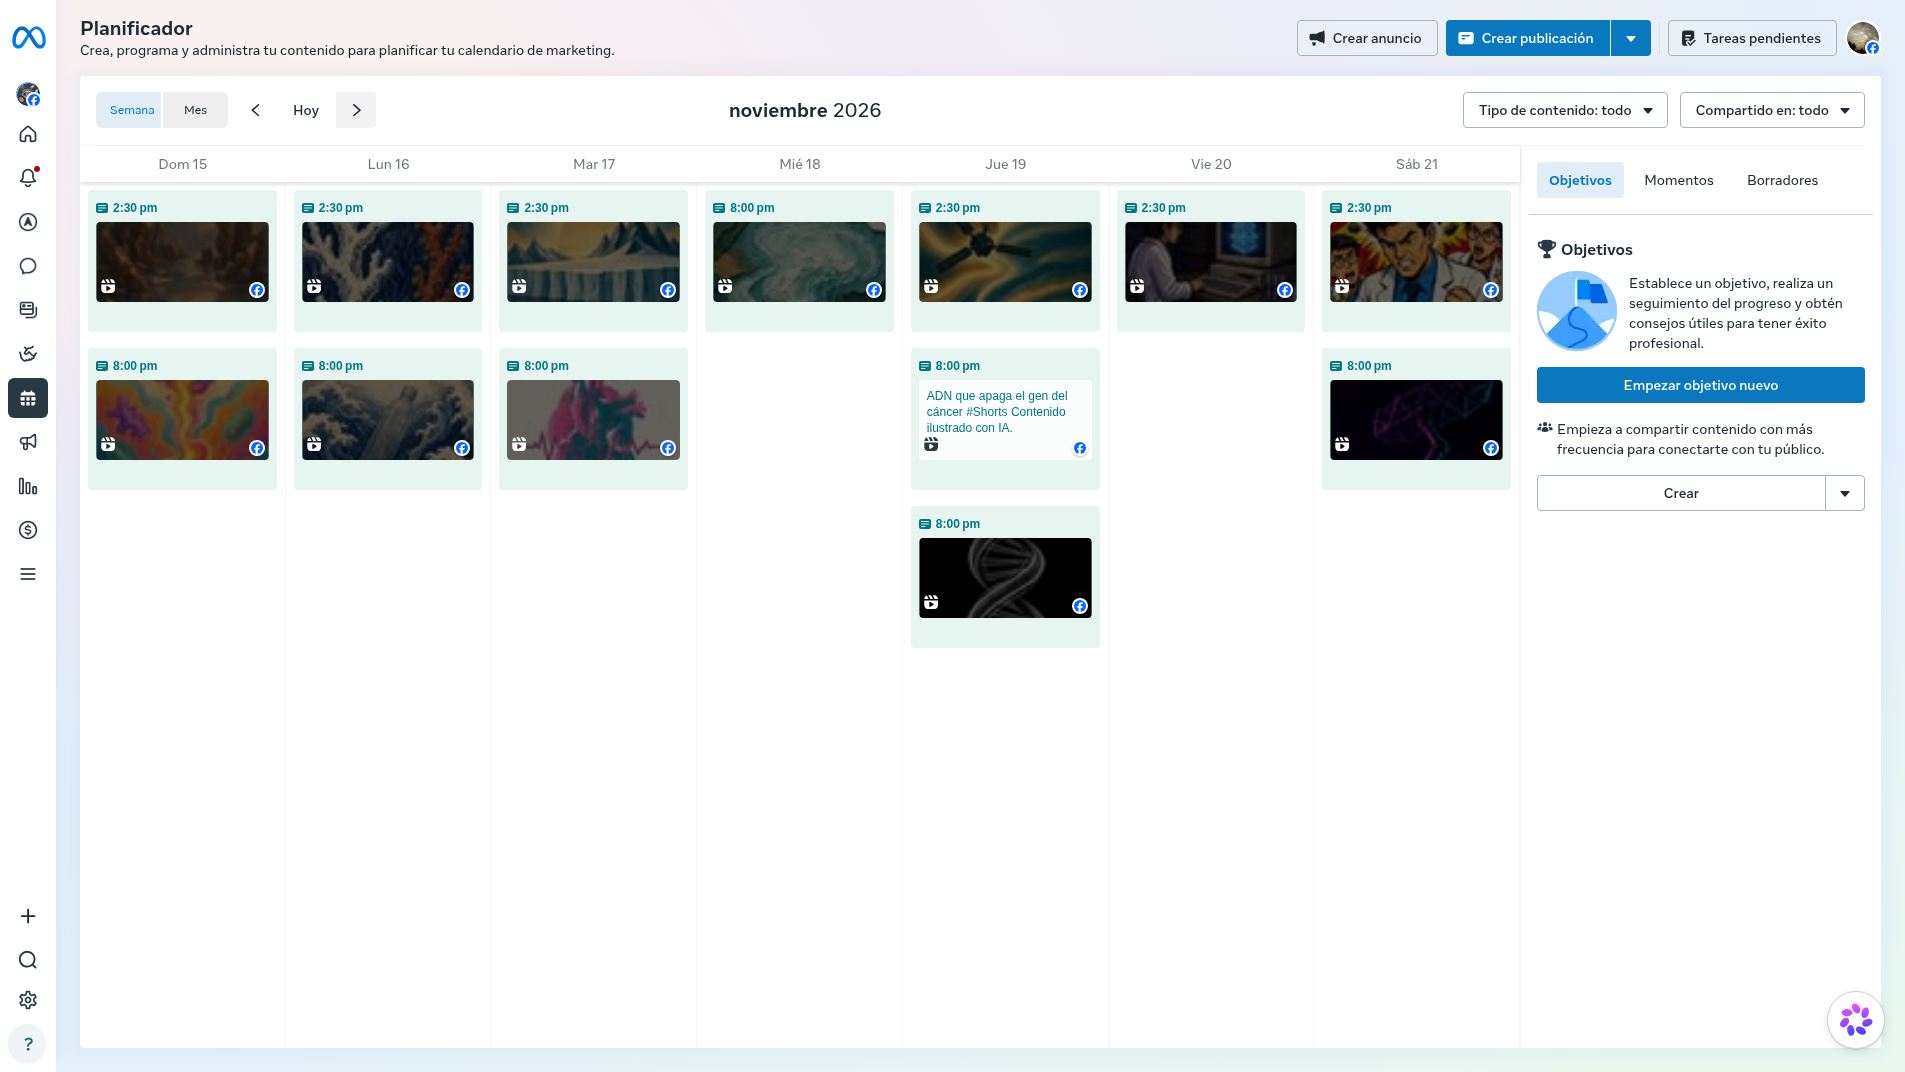 Planificador
Crea, programa y administra tu contenido para planificar tu calendario de marketing.
Crear anuncio
Crear publicación
Tareas pendientes
Semana
Mes
Hoy
noviembre 2026
Tipo de contenido: todo
Compartido en: todo
Dom 15
Lun 16
Mar 17
Mié 18
Jue 19
Vie 20
Sáb 21
2:30 pm
2:30 pm
2:30 pm
8:00 pm
2:30 pm
2:30 pm
2:30 pm
8:00 pm
8:00 pm
8:00 pm
8:00 pm
ADN que apaga el gen del
cáncer #Shorts Contenido
ilustrado con IA.
8:00 pm
8:00 pm
Objetivos
Momentos
Borradores
Objetivos
Establece un objetivo, realiza un
seguimiento del progreso y obtén
consejos útiles para tener éxito
profesional.
Empezar objetivo nuevo
Empieza a compartir contenido con más
frecuencia para conectarte con tu público.
Crear
?